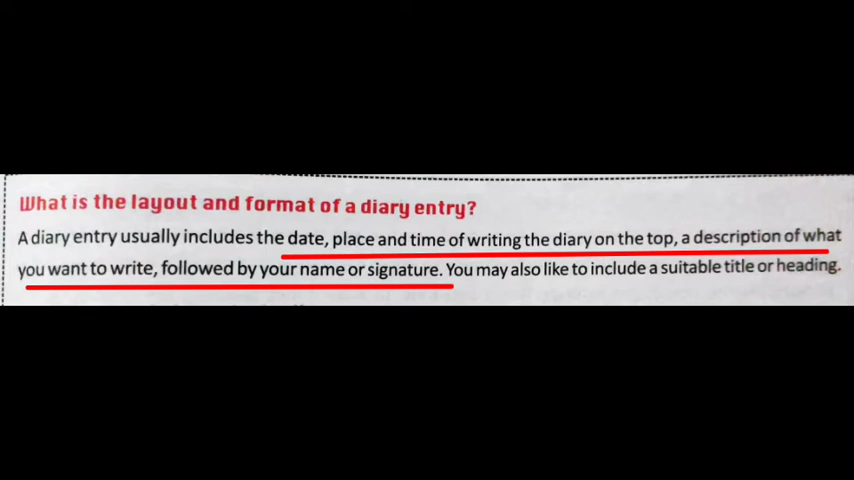 What is the layout and format of a diary entry?
A diary entry usually includes the date, place and time of writing the diary on the top, a description of what
you want to write, followed by your name or signature. You may also like to include a suitable title or heading.